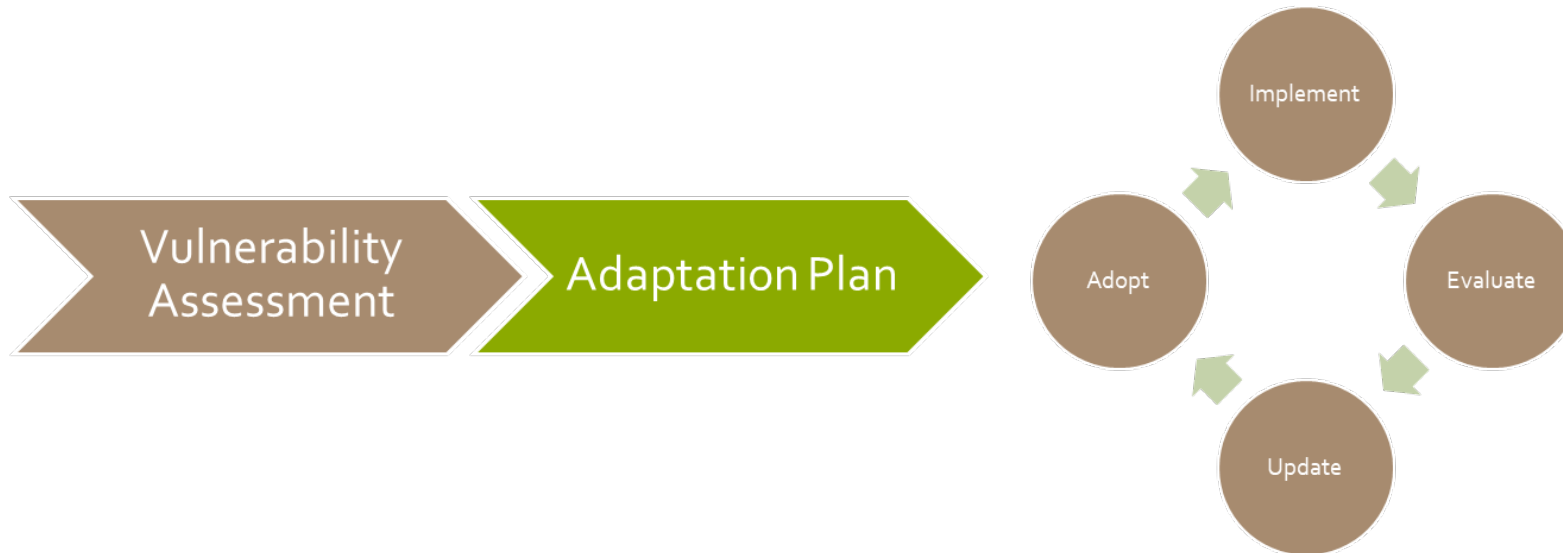 Vulnerability
Assessment
Adaptation Plan
Implement
Adopt
Evaluate
Update